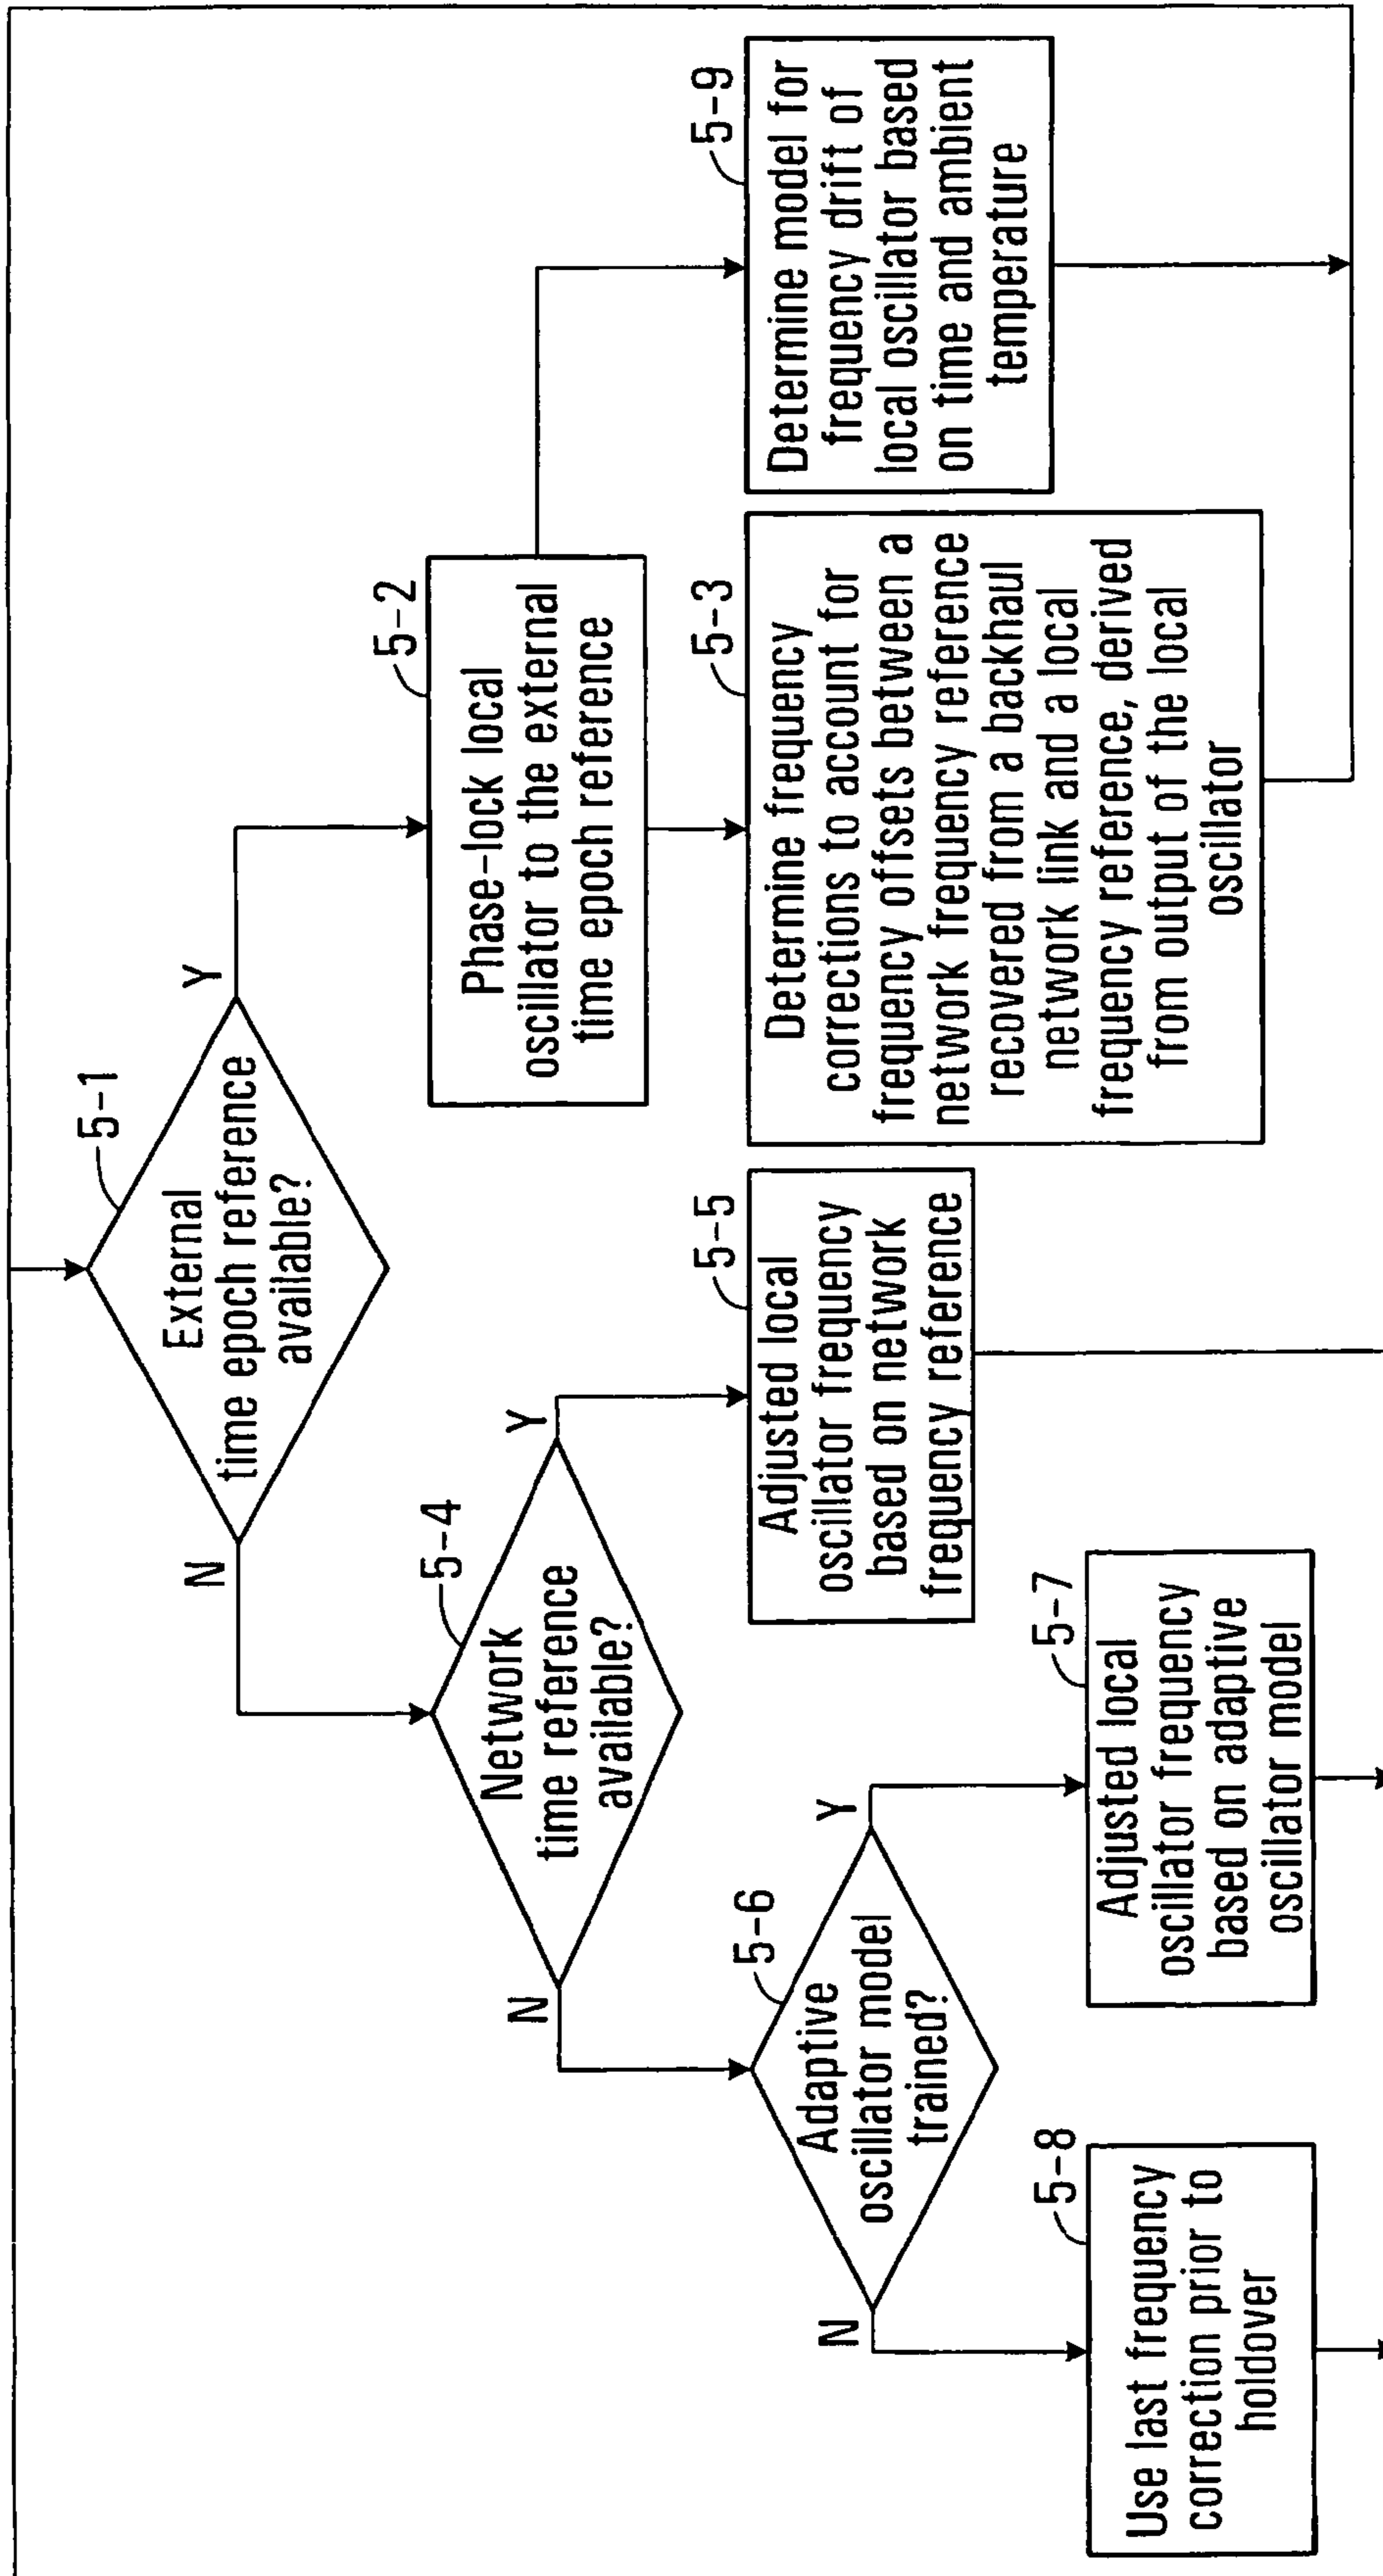 5-1
External
time epoch reference
available?
N
Y
5-4
Network
time reference
available?
N
Y
5-2
Phase-lock local
oscillator to the external
time epoch reference
5-6
Adaptive
oscillator model
trained?
N
Y
5-5
Adjusted local
oscillator frequency
based on network
frequency reference
5-3
Determine frequency
corrections to account for
frequency offsets between a
network frequency reference
recovered from a backhaul
network link and a local
frequency reference, derived
from output of the local
oscillator
5-9
Determine model for
frequency drift of
local oscillator based
on time and ambient
temperature
5-8
Use last frequency
correction prior to
holdover
5-7
Adjusted local
oscillator frequency
based on adaptive
oscillator model